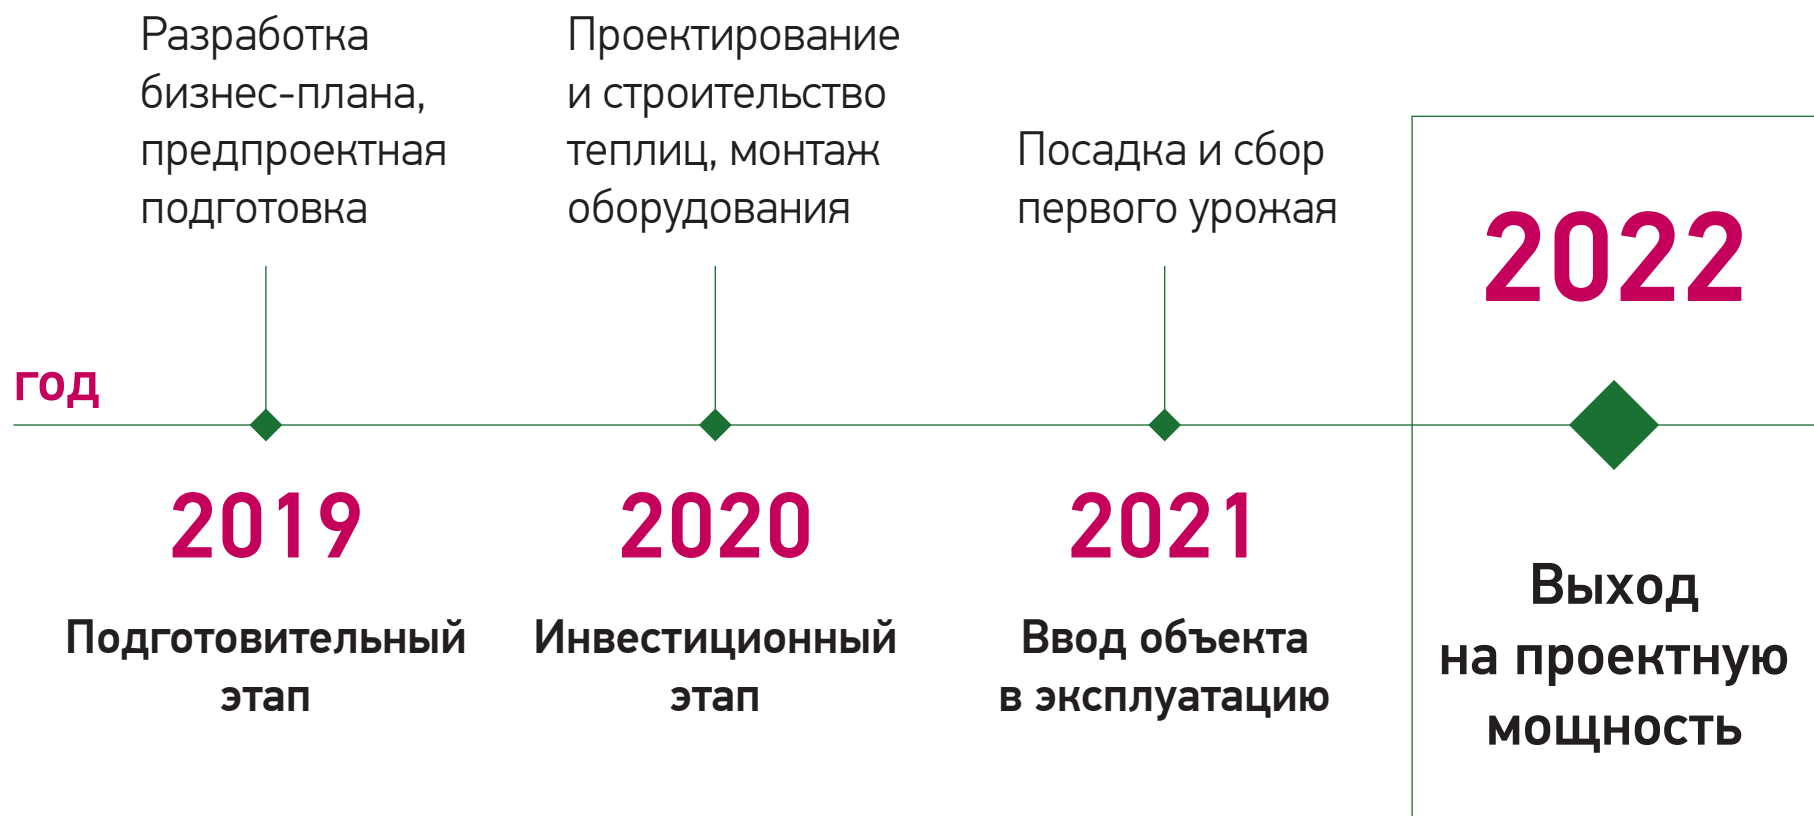 Разработка
бизнес-плана,
предпроектная
подготовка
Проектирование
и строительство
теплиц, монтаж
оборудования
Посадка и сбор
первого урожая
год
2019
Подготовительный
этап
2020
Инвестиционный
этап
2021
Ввод объекта
в эксплуатацию
2022
Выход
на проектную
мощность